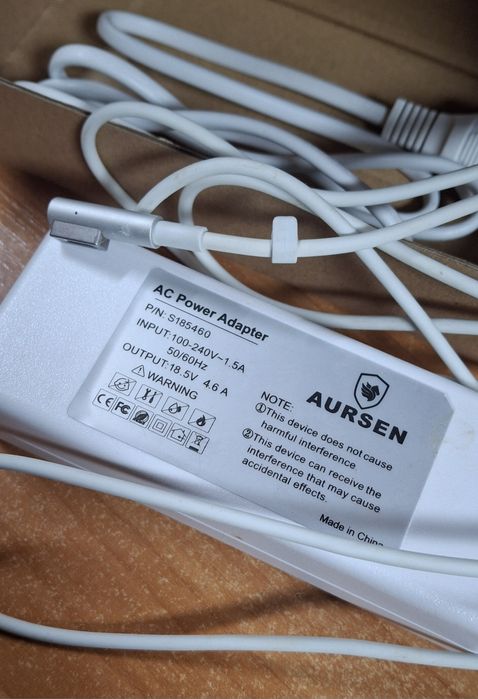 AC Power Adapter
P/N: S185460
INPUT:100-240V~1.5A
50/60Hz
OUTPUT:18.5V 4.6 A
⚠WARNING
CE FC
AURSEN
NOTE:
①This device does not cause
harmful interference.
②This device can receive the
interference that may cause
accidental effects.
Made in China